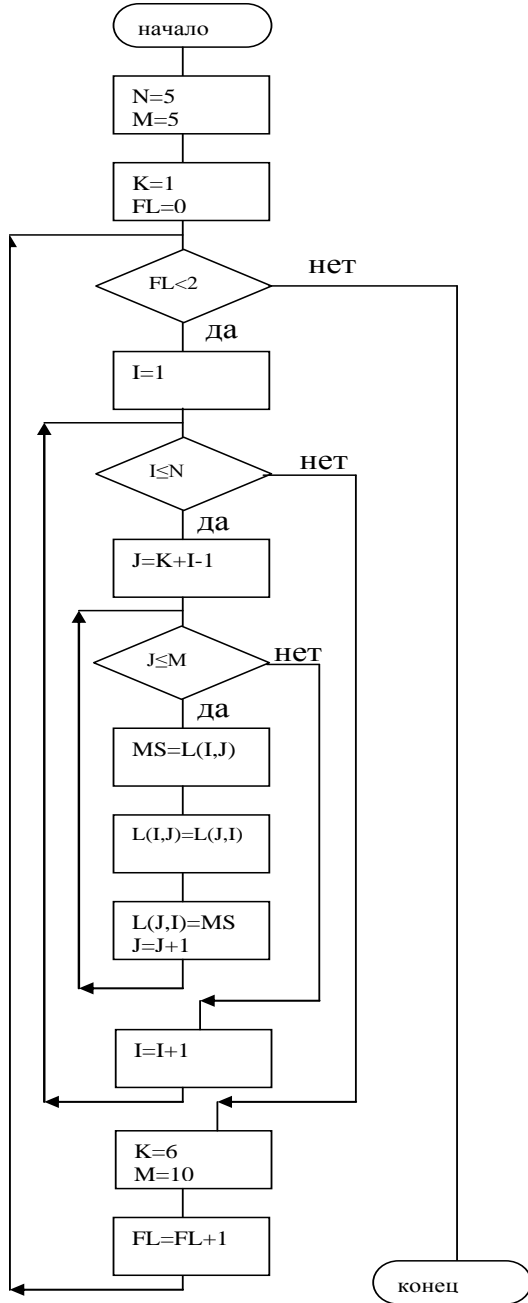 начало
N=5
M=5
K=1
FL=0
FL<2
нет
да
I=1
I≤N
нет
да
J=K+I-1
J≤M
нет
да
MS=L(I,J)
L(I,J)=L(J,I)
L(J,I)=MS
J=J+1
I=I+1
K=6
M=10
FL=FL+1
конец